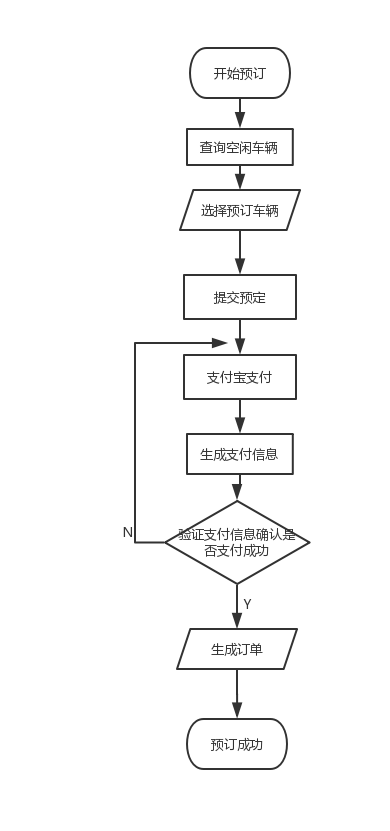 开始预订
查询空闲车辆
选择预订车辆
提交预定
支付宝支付
生成支付信息
验证支付信息确认是
否支付成功
N
Y
生成订单
预订成功